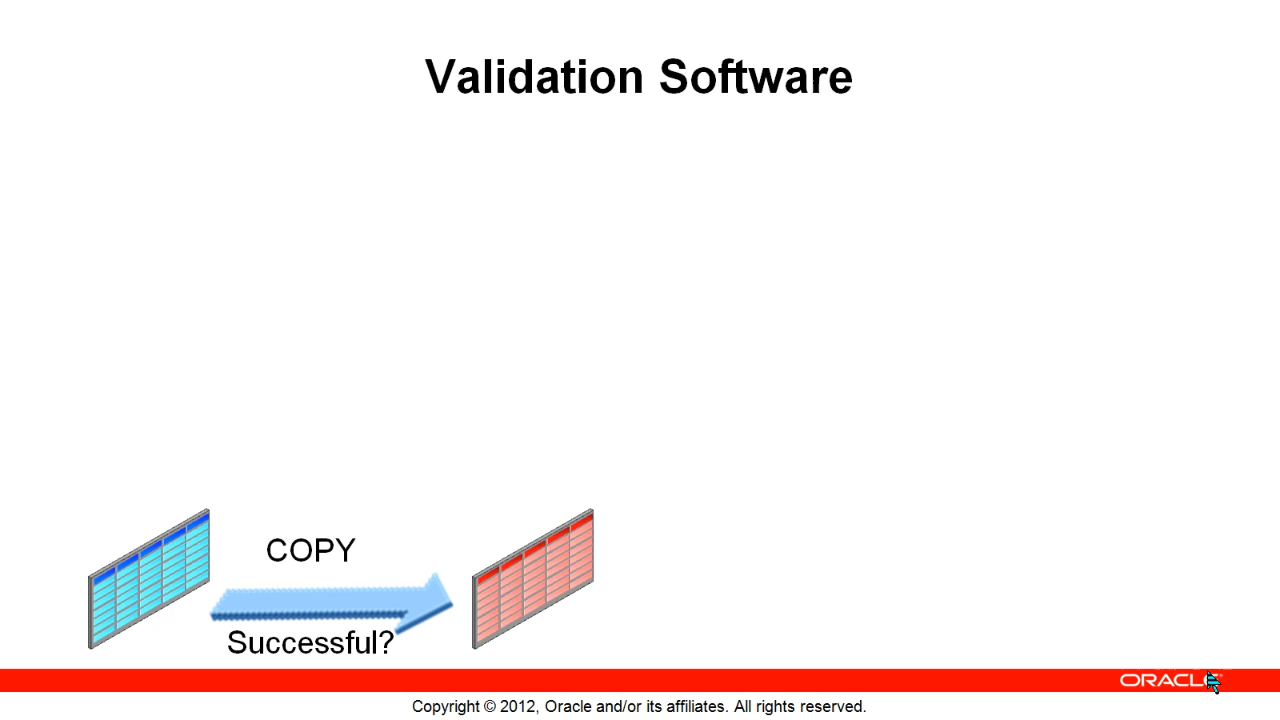 Validation Software
COPY
Successful?
ORACLE
Copyright © 2012, Oracle and/or its affiliates. All rights reserved.